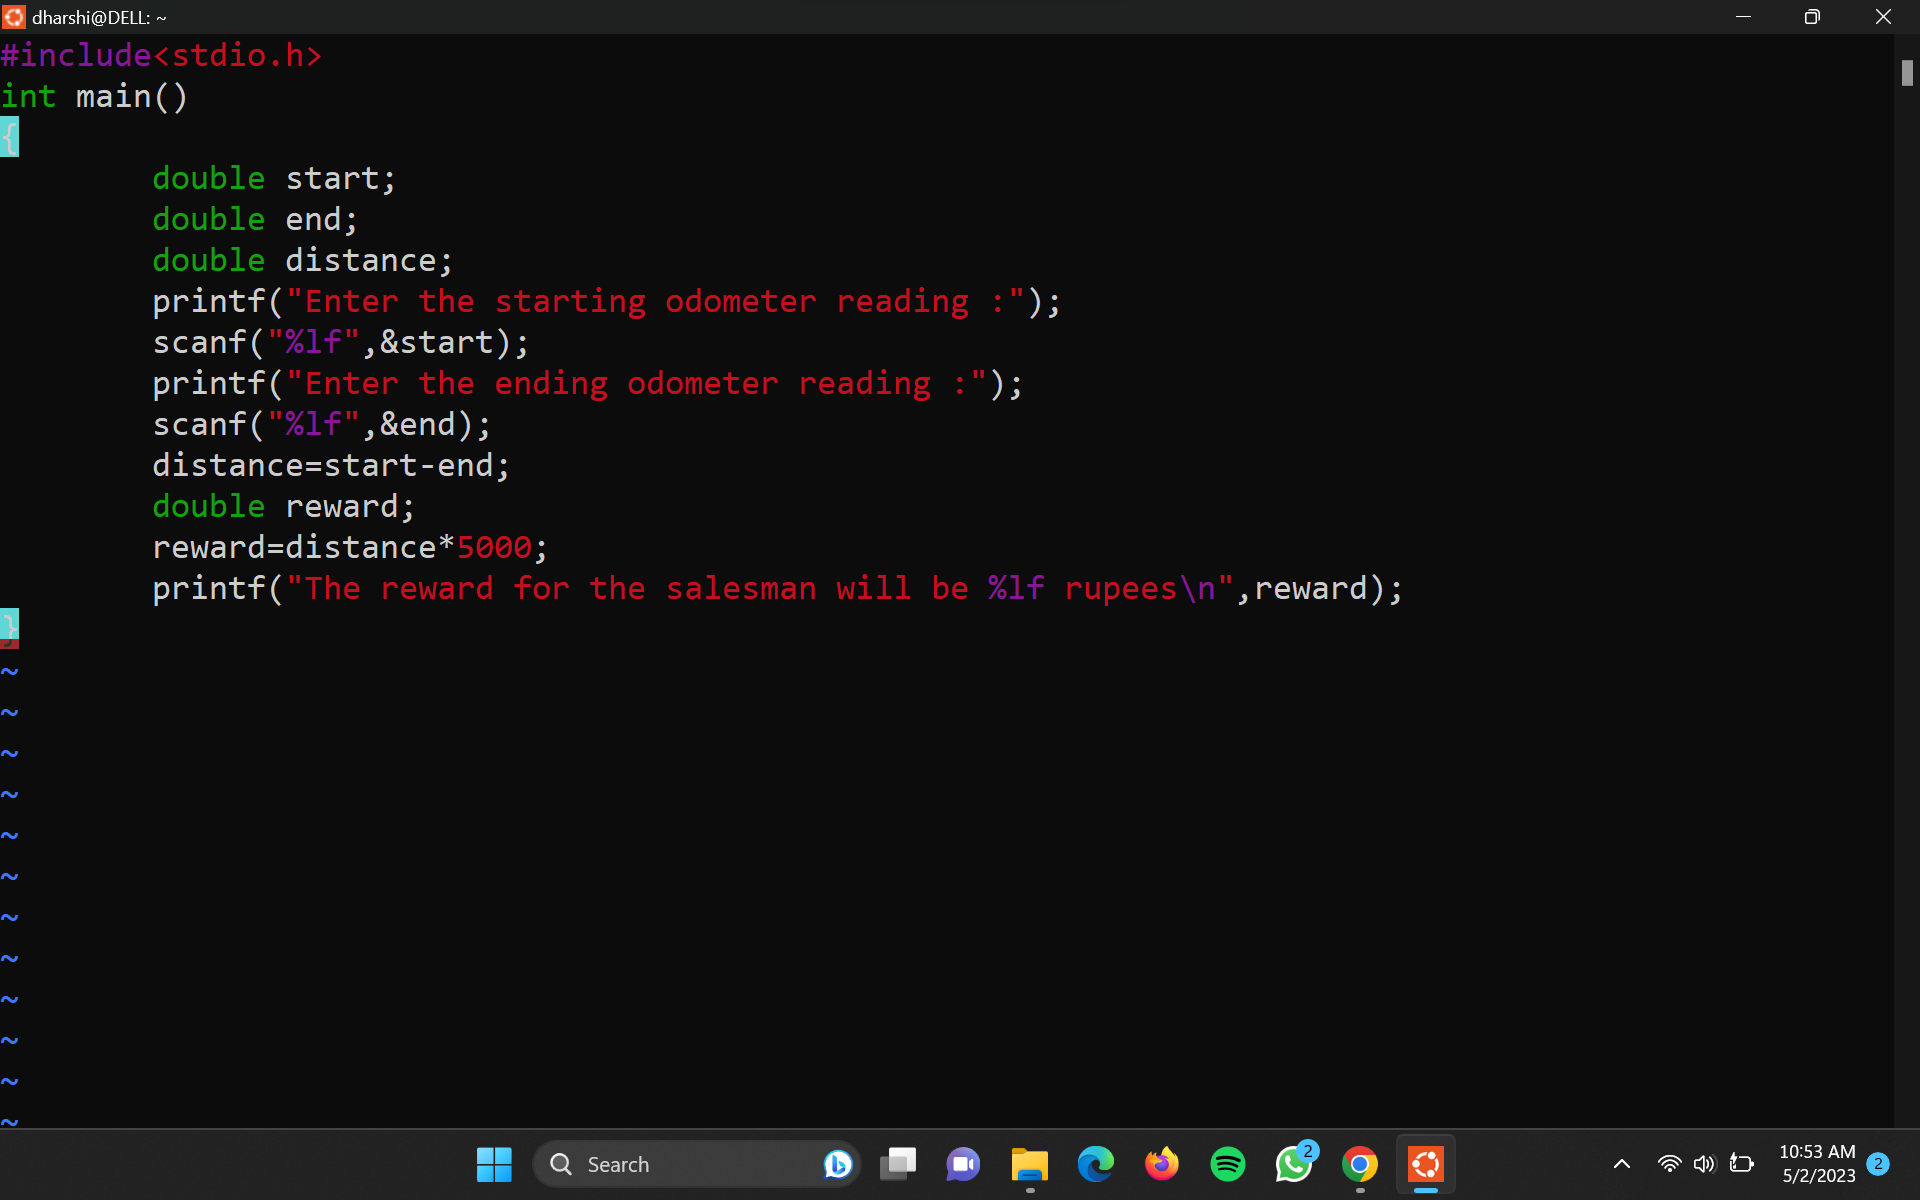 dharshi@DELL: ~
#include<stdio.h>
int main()
{
        double start;
        double end;
        double distance;
        printf("Enter the starting odometer reading :");
        scanf("%lf",&start);
        printf("Enter the ending odometer reading :");
        scanf("%lf",&end);
        distance=start-end;
        double reward;
        reward=distance*5000;
        printf("The reward for the salesman will be %lf rupees\n",reward);
}
~
~
~
~
~
~
~
~
~
~
~
~
Search
2
10:53 AM
5/2/2023
2